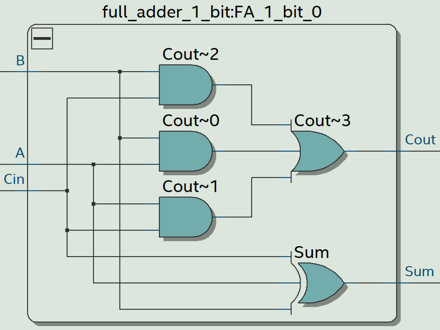 full_adder_1_bit:FA_1_bit_0
B
Cout~2
Cout~0
Cout~3
Cout
A
Cin
Cout~1
Sum
Sum